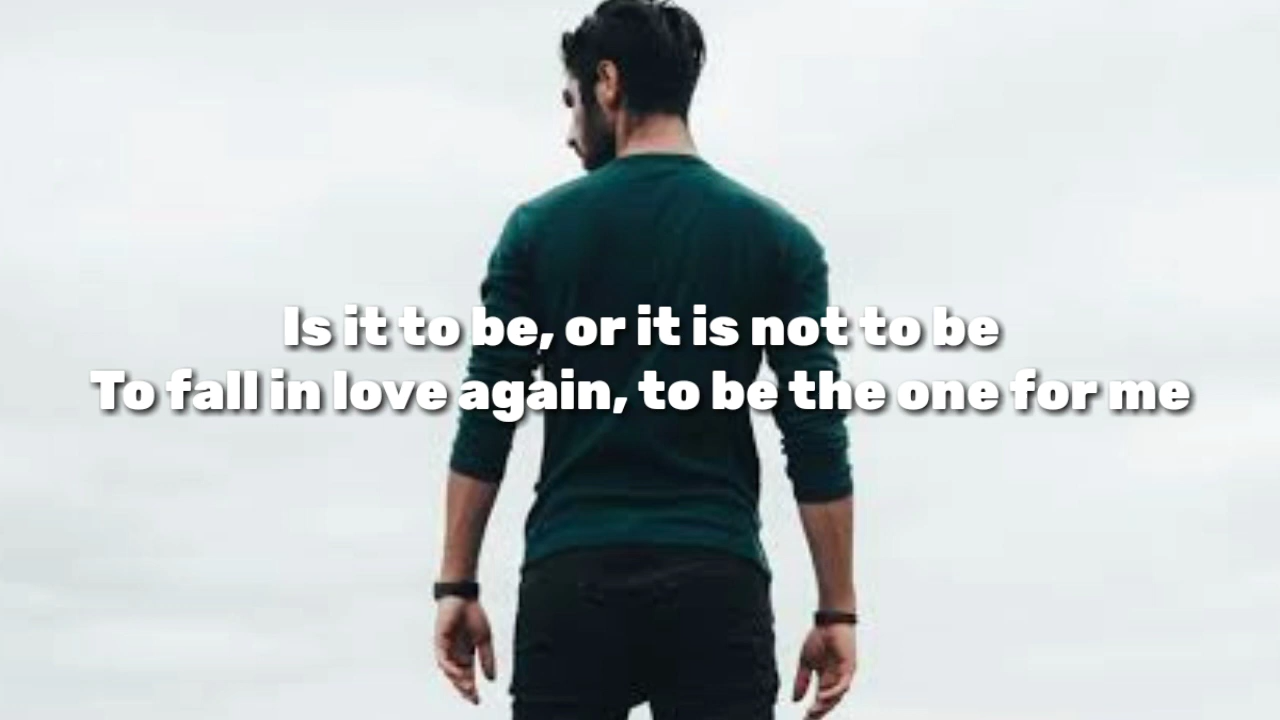 Is it to be, or it is not to be
To fall in love again, to be the one for me